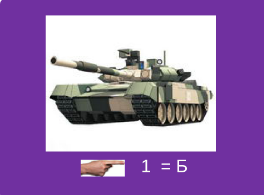 1 = Б